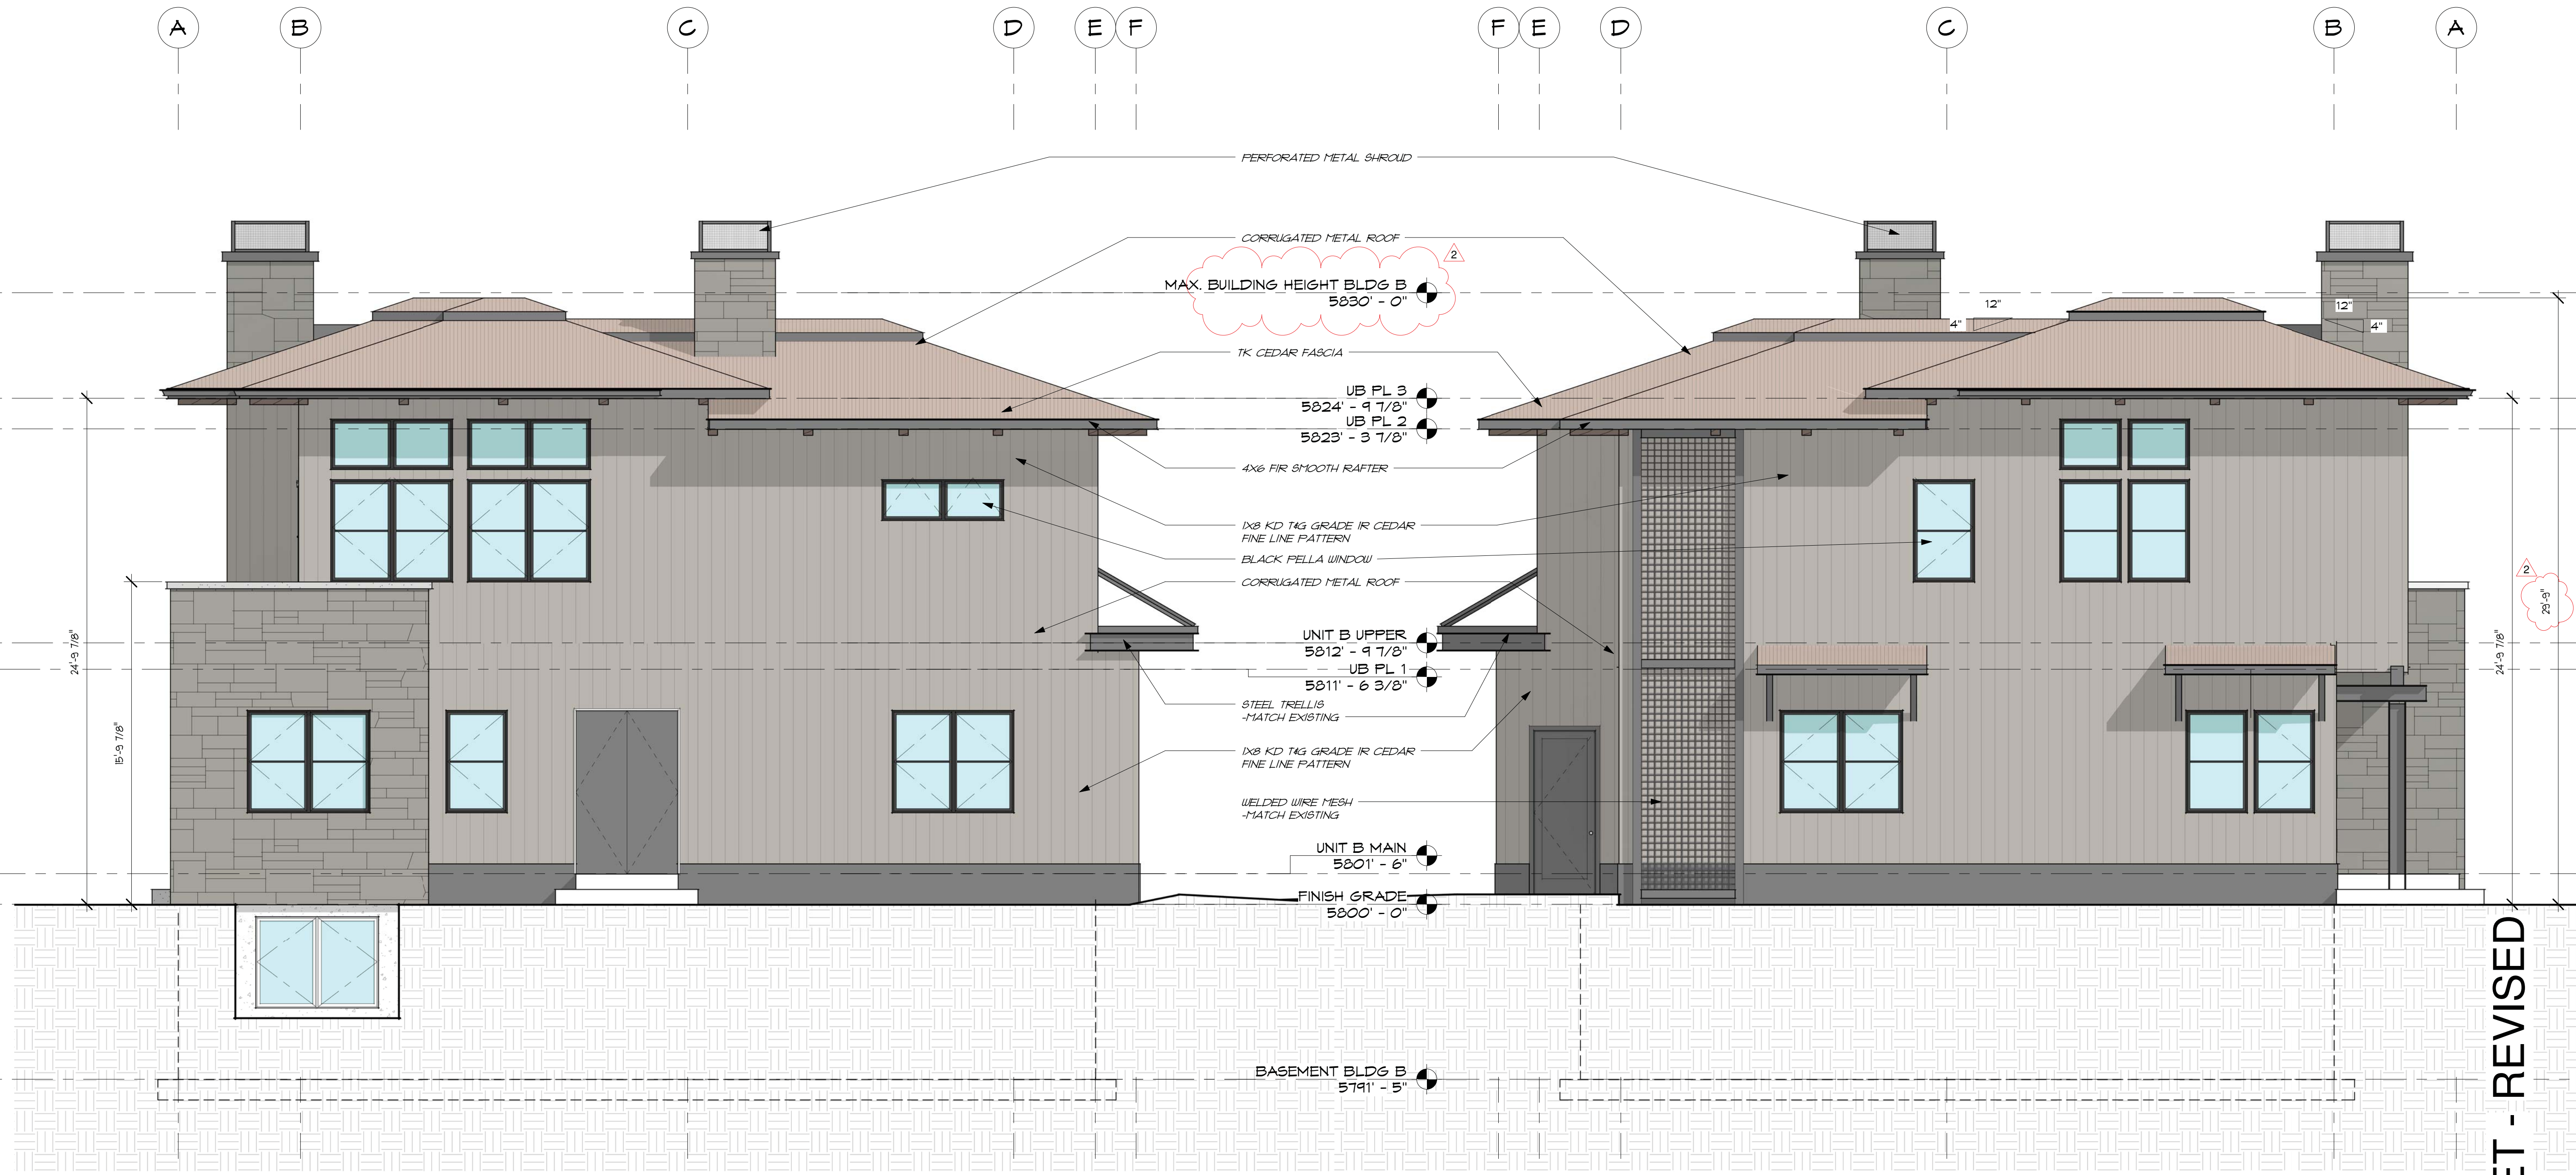 A B C D E F F E D C B A
PERFORATED METAL SHROUD
CORRUGATED METAL ROOF
2
MAX. BUILDING HEIGHT BLDG B
5830' - 0"
12"
4"
12"
4"
TK CEDAR FASCIA
UB PL 3
5824' - 9 7/8"
UB PL 2
5823' - 3 7/8"
4X6 FIR SMOOTH RAFTER
1X8 KD T&G GRADE IR CEDAR
FINE LINE PATTERN
BLACK PELLA WINDOW
CORRUGATED METAL ROOF
2
29'-9"
UNIT B UPPER
5812' - 9 7/8"
24'-9 7/8"
24'-9 7/8"
UB PL 1
5811' - 6 3/8"
STEEL TRELLIS
-MATCH EXISTING
15'-9 7/8"
1X8 KD T&G GRADE IR CEDAR
FINE LINE PATTERN
WELDED WIRE MESH
-MATCH EXISTING
UNIT B MAIN
5801' - 6"
FINISH GRADE
5800' - 0"
BASEMENT BLDG B
5791' - 5"
ET - REVISED